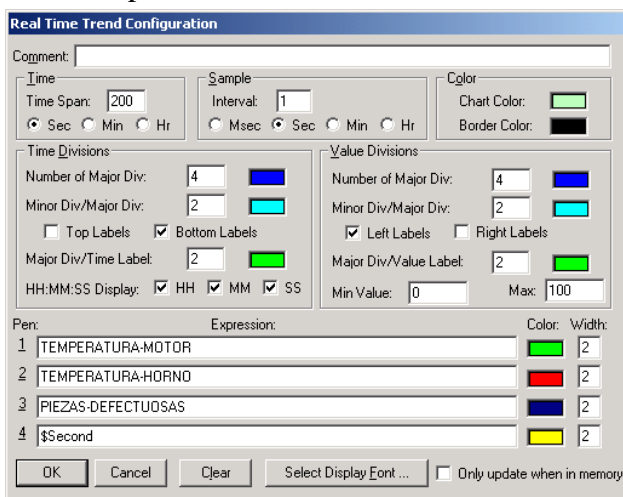 Real Time Trend Configuration
Comment:
Time
Time Span: 200
Sec Min Hr
Sample
Interval: 1
Msec Sec Min Hr
Color
Chart Color:
Border Color:
Time Divisions
Number of Major Div: 4
Minor Div/Major Div: 2
Top Labels Bottom Labels
Major Div/Time Label: 2
HH:MM:SS Display: HH MM SS
Value Divisions
Number of Major Div: 4
Minor Div/Major Div: 2
Left Labels Right Labels
Major Div/Value Label: 2
Min Value: 0 Max: 100
Pen: Expression: Color: Width:
1 TEMPERATURA-MOTOR 2
2 TEMPERATURA-HORNO 2
3 PIEZAS-DEFECTUOSAS 2
4 $Second 2
OK Cancel Clear Select Display Font ... Only update when in memory